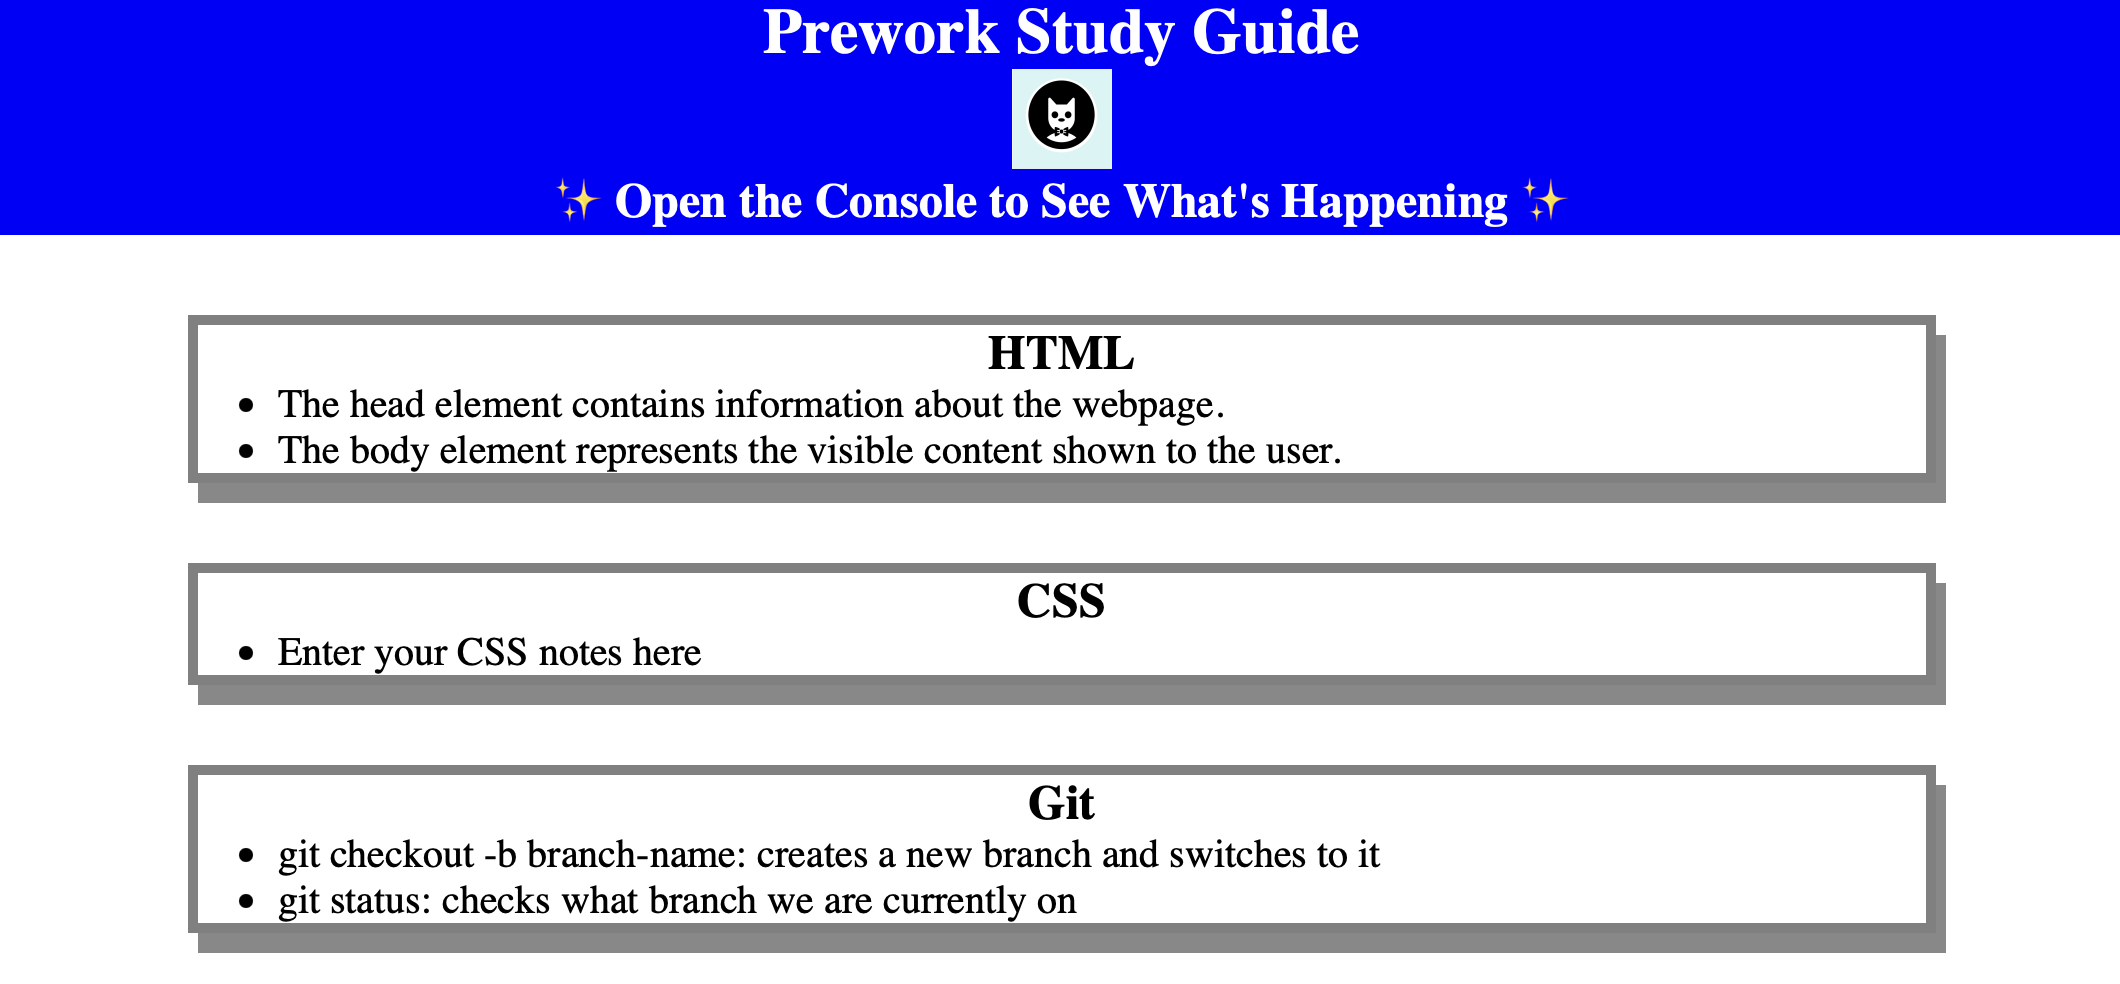 Prework Study Guide
✨ Open the Console to See What's Happening ✨
HTML
• The head element contains information about the webpage.
• The body element represents the visible content shown to the user.
CSS
• Enter your CSS notes here
Git
• git checkout -b branch-name: creates a new branch and switches to it
• git status: checks what branch we are currently on